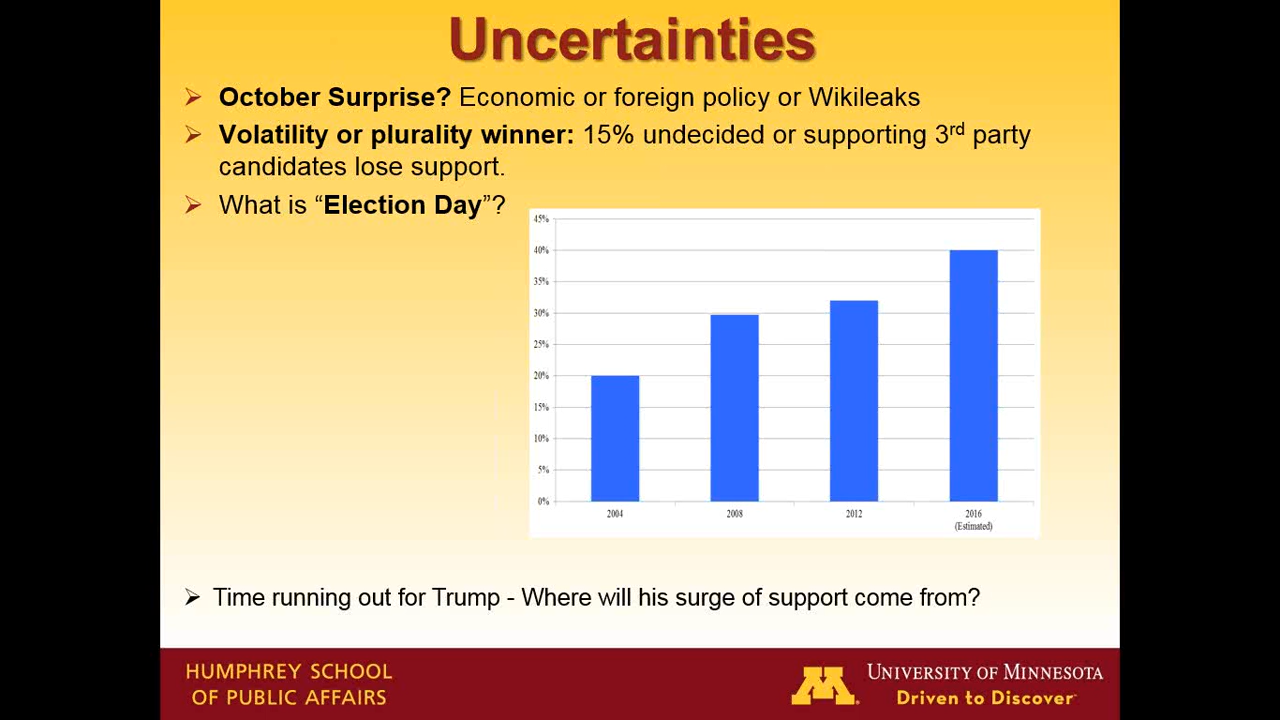 Uncertainties
➢ October Surprise? Economic or foreign policy or Wikileaks
➢ Volatility or plurality winner: 15% undecided or supporting 3rd party
candidates lose support.
➢ What is “Election Day”?
45%
40%
35%
30%
25%
20%
15%
10%
5%
0%
2004 2008 2012 2016
(Estimated)
➢ Time running out for Trump - Where will his surge of support come from?
HUMPHREY SCHOOL
OF PUBLIC AFFAIRS
M
UNIVERSITY OF MINNESOTA
Driven to Discover